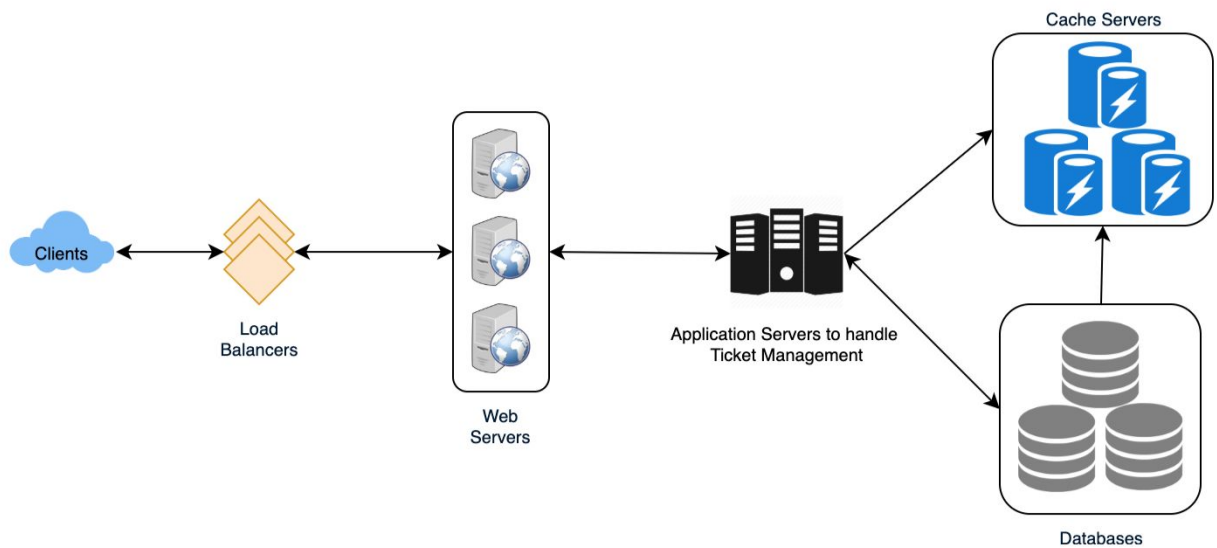 Cache Servers
Clients
Load
Balancers
Web
Servers
Application Servers to handle
Ticket Management
Databases